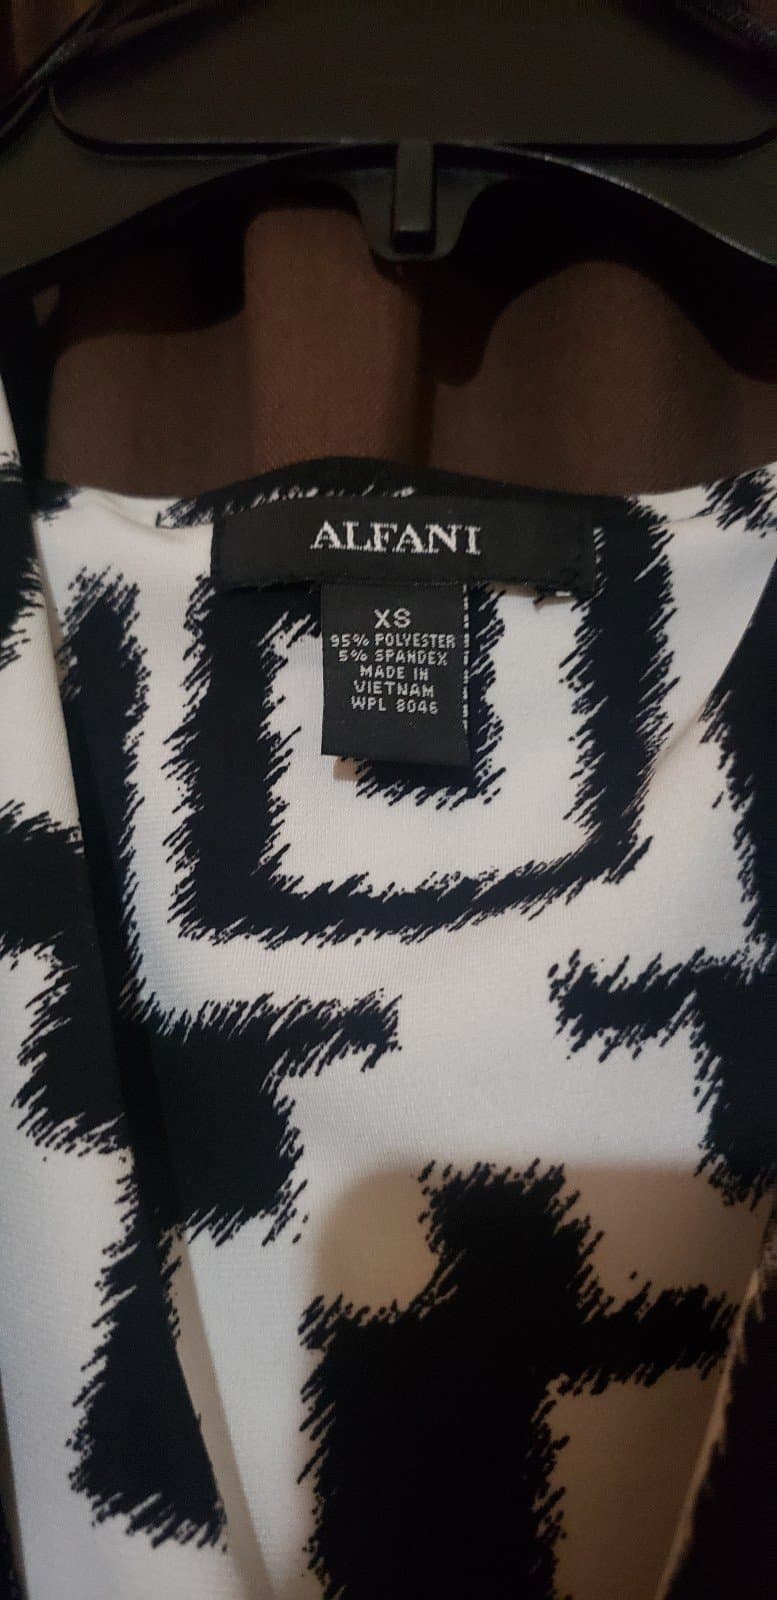 ALFANI
XS
95% POLYESTER
5% SPANDEX
MADE IN
VIETNAM
WPL 8046